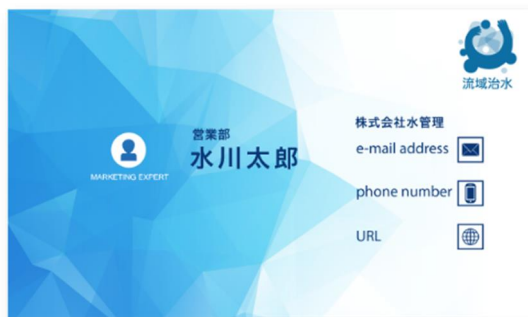 流域治水
MARKETING EXPERT
営業部
水川太郎
株式会社水管理
e-mail address
phone number
URL